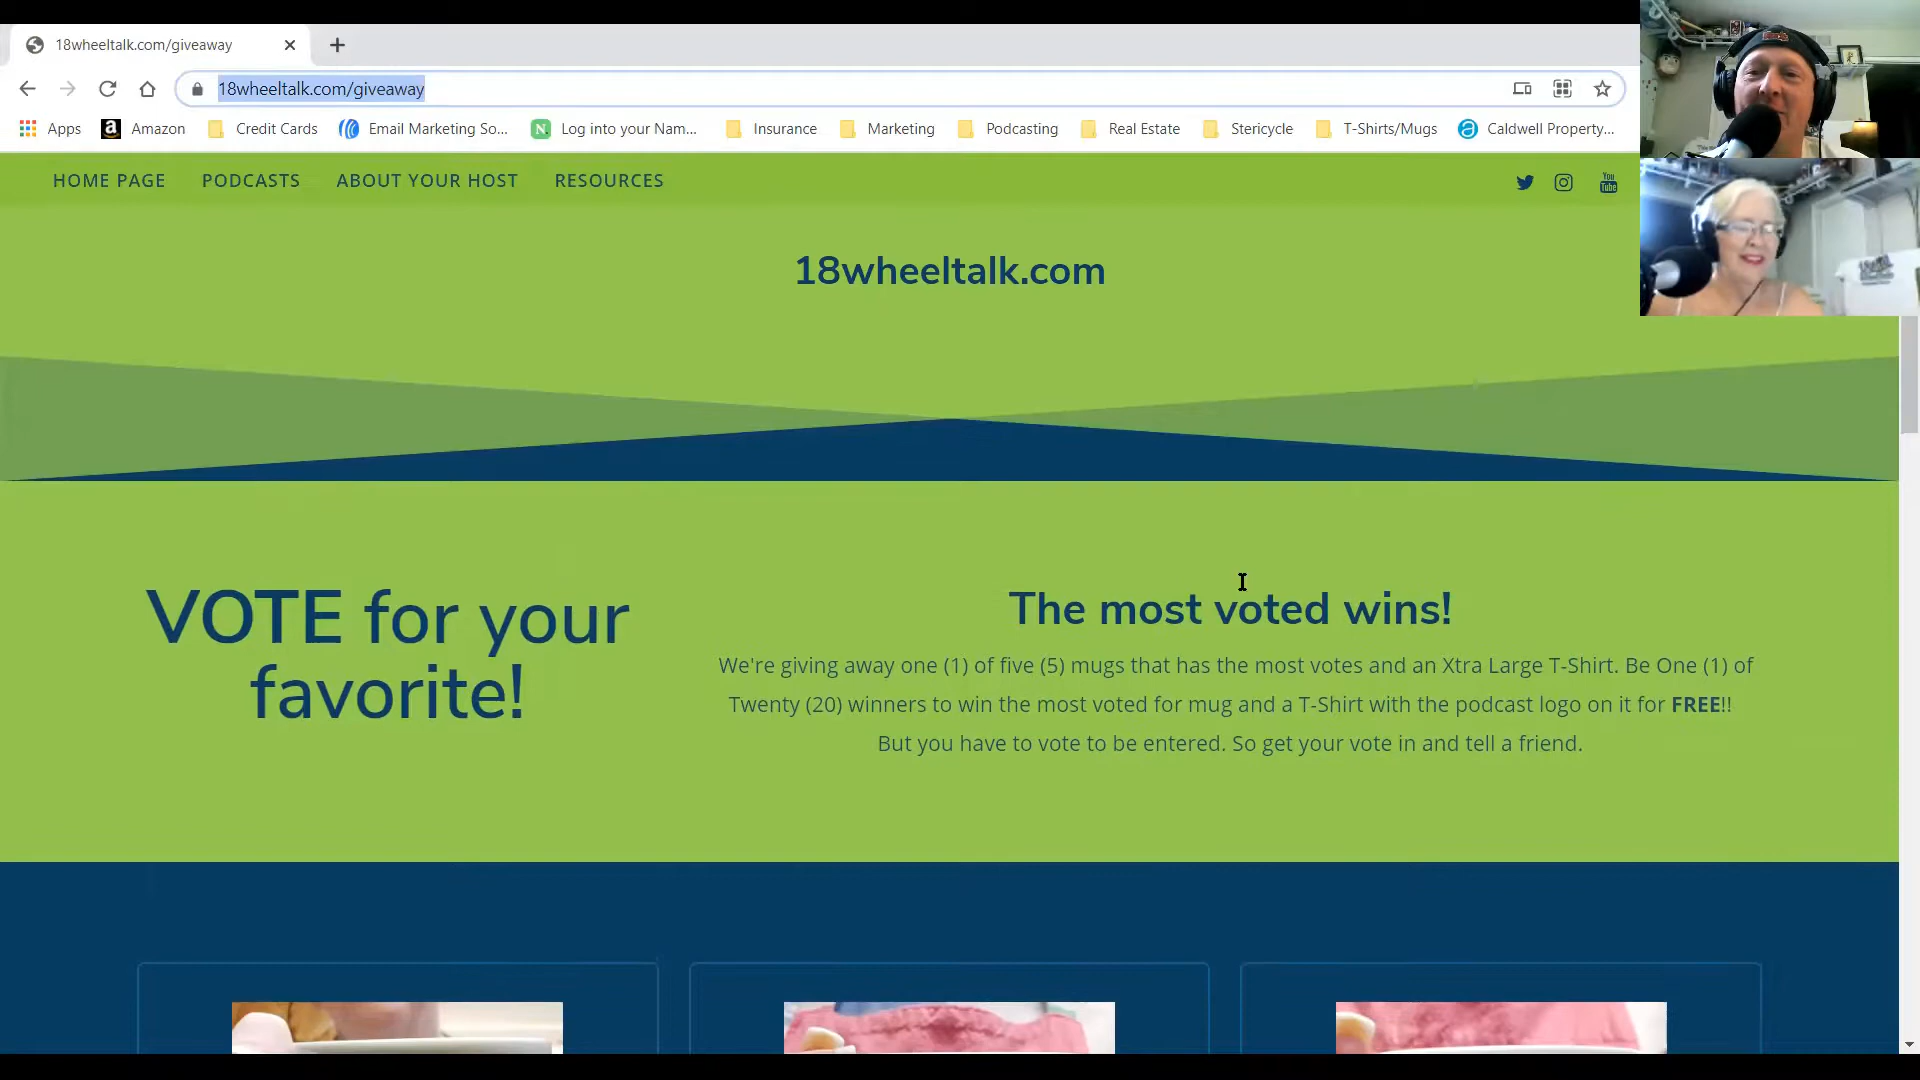 18wheeltalk.com/giveaway
18wheeltalk.com/giveaway
Apps Amazon Credit Cards Email Marketing So... N. Log into your Nam... Insurance Marketing Podcasting Real Estate Stericycle T-Shirts/Mugs Caldwell Property...
HOME PAGE PODCASTS ABOUT YOUR HOST RESOURCES You Tube
18wheeltalk.com
VOTE for your
favorite!
The most voted wins!
We're giving away one (1) of five (5) mugs that has the most votes and an Xtra Large T-Shirt. Be One (1) of
Twenty (20) winners to win the most voted for mug and a T-Shirt with the podcast logo on it for FREE!!
But you have to vote to be entered. So get your vote in and tell a friend.